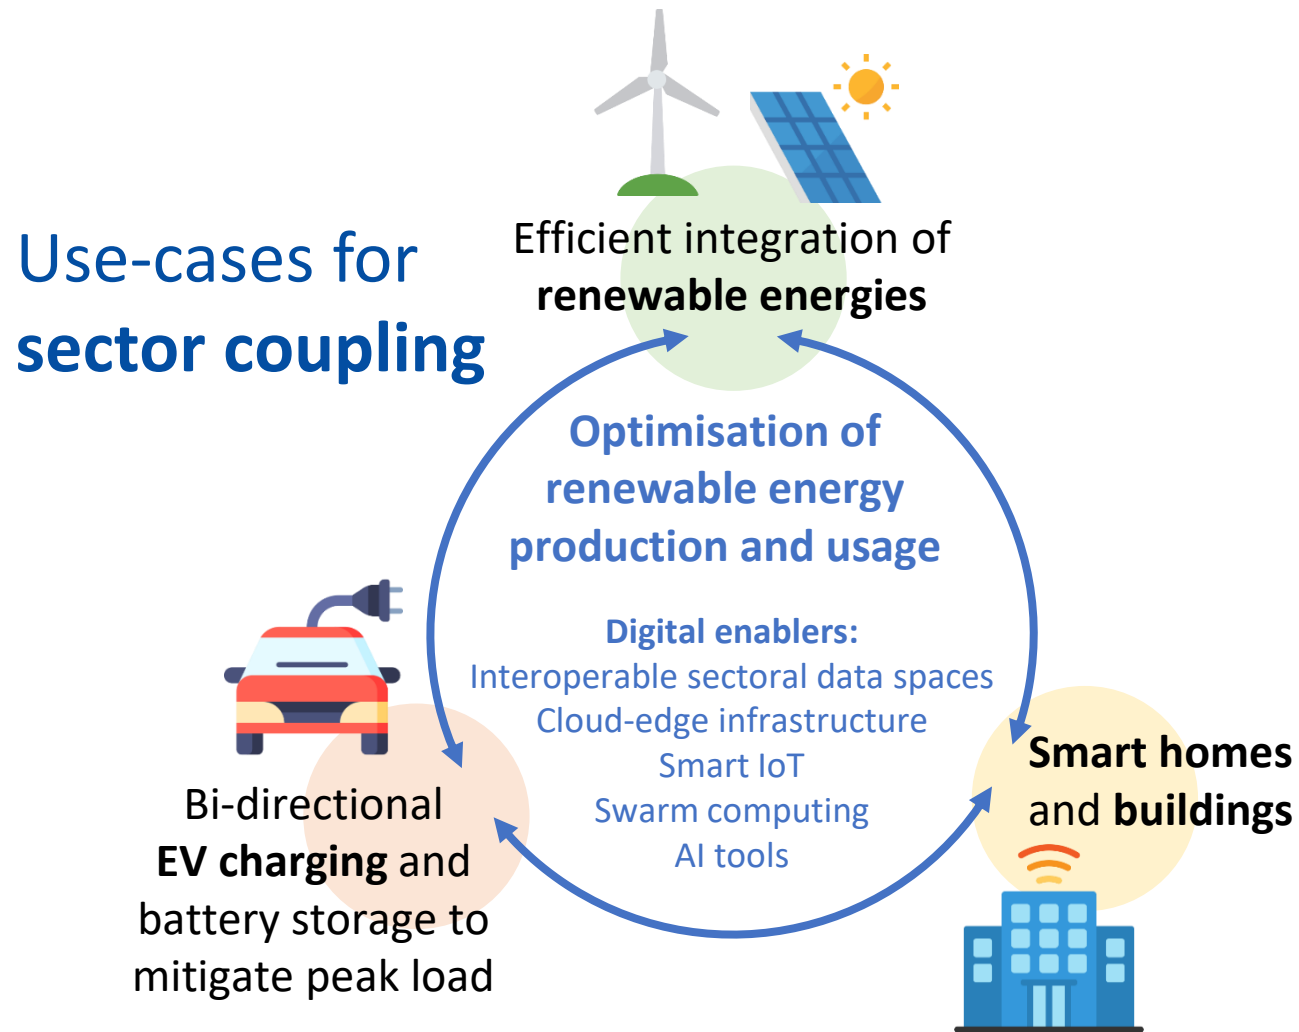 Use-cases for
sector coupling
Efficient integration of
renewable energies
Optimisation of
renewable energy
production and usage
Digital enablers:
Interoperable sectoral data spaces
Cloud-edge infrastructure
Smart IoT
Swarm computing
AI tools
Bi-directional
EV charging and
battery storage to
mitigate peak load
Smart homes
and buildings